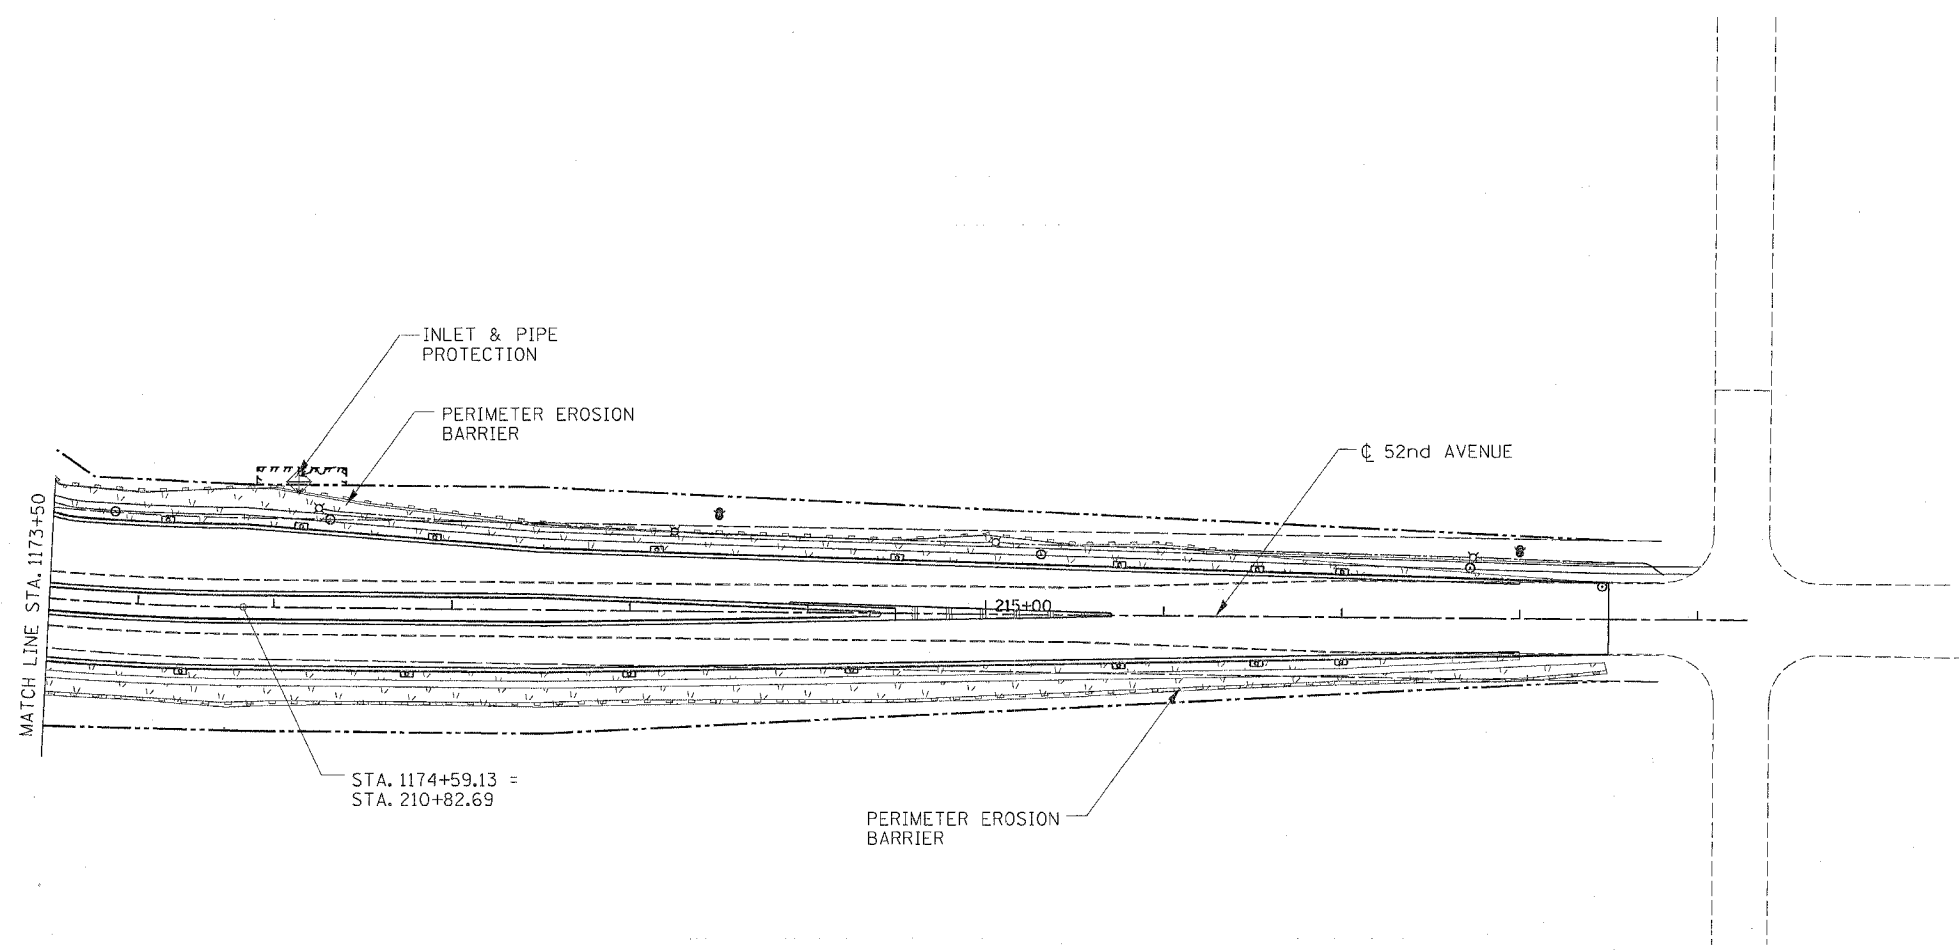 INLET & PIPE
PROTECTION
PERIMETER EROSION
BARRIER
℄ 52nd AVENUE
MATCH LINE STA. 1173+50
215+00
STA. 1174+59.13 =
STA. 210+82.69
PERIMETER EROSION
BARRIER